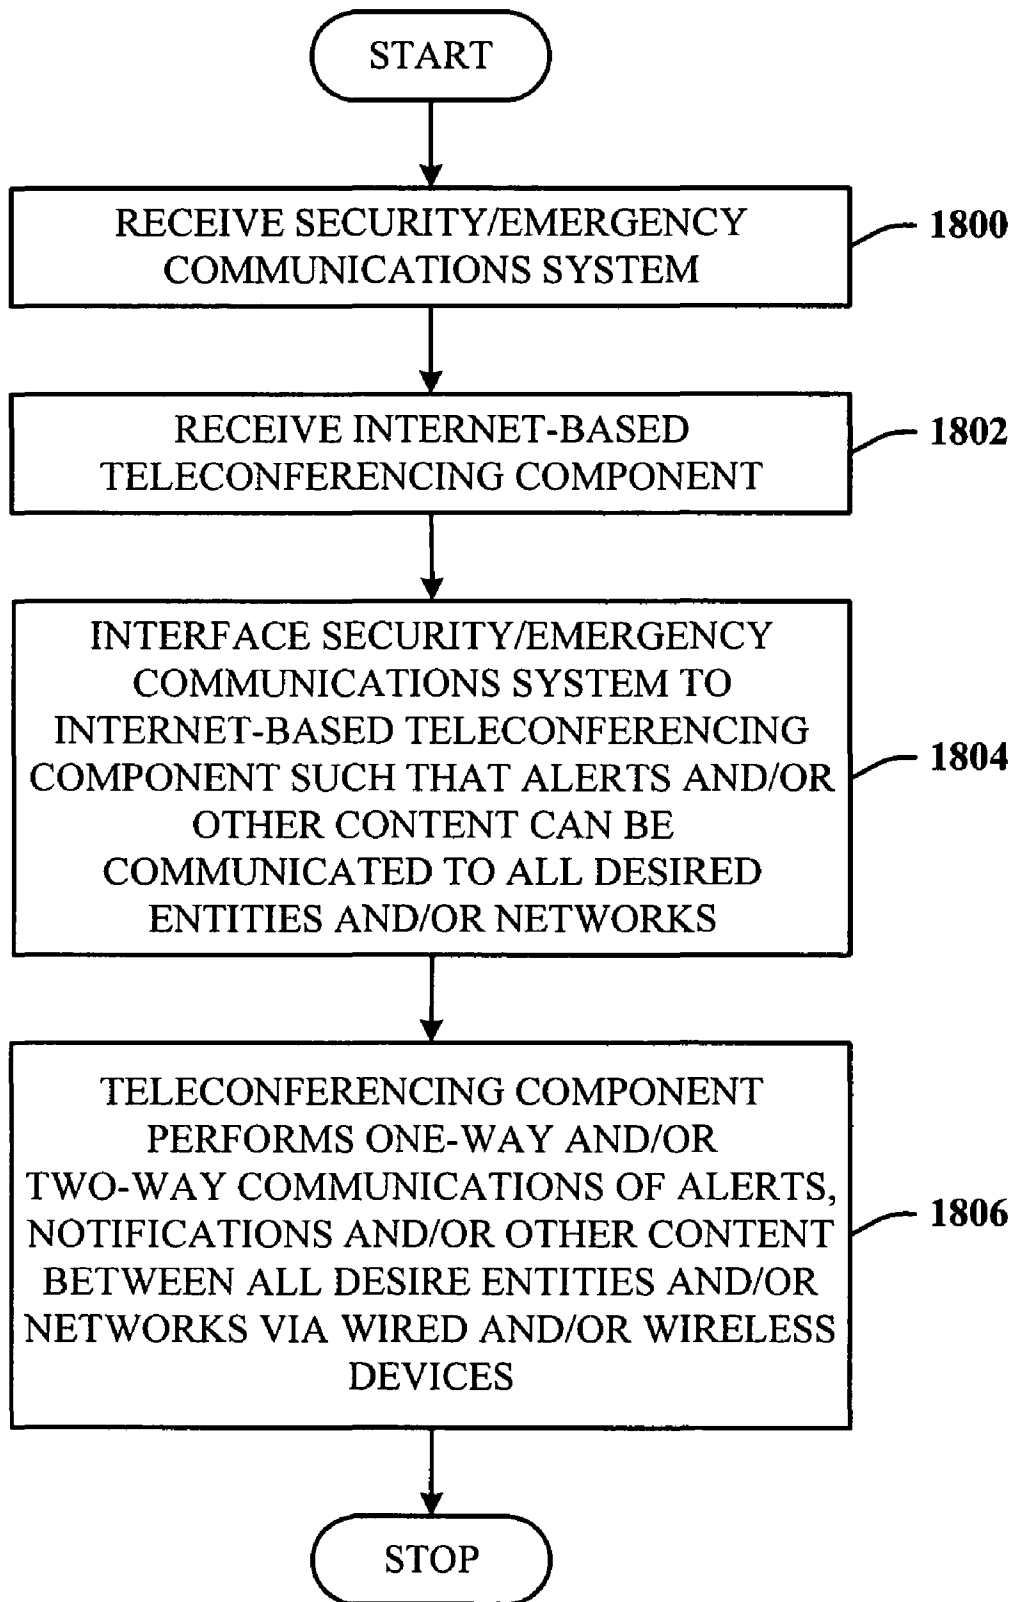 START
RECEIVE SECURITY/EMERGENCY
COMMUNICATIONS SYSTEM
1800
RECEIVE INTERNET-BASED
TELECONFERENCING COMPONENT
1802
INTERFACE SECURITY/EMERGENCY
COMMUNICATIONS SYSTEM TO
INTERNET-BASED TELECONFERENCING
COMPONENT SUCH THAT ALERTS AND/OR
OTHER CONTENT CAN BE
COMMUNICATED TO ALL DESIRED
ENTITIES AND/OR NETWORKS
1804
TELECONFERENCING COMPONENT
PERFORMS ONE-WAY AND/OR
TWO-WAY COMMUNICATIONS OF ALERTS,
NOTIFICATIONS AND/OR OTHER CONTENT
BETWEEN ALL DESIRE ENTITIES AND/OR
NETWORKS VIA WIRED AND/OR WIRELESS
DEVICES
1806
STOP